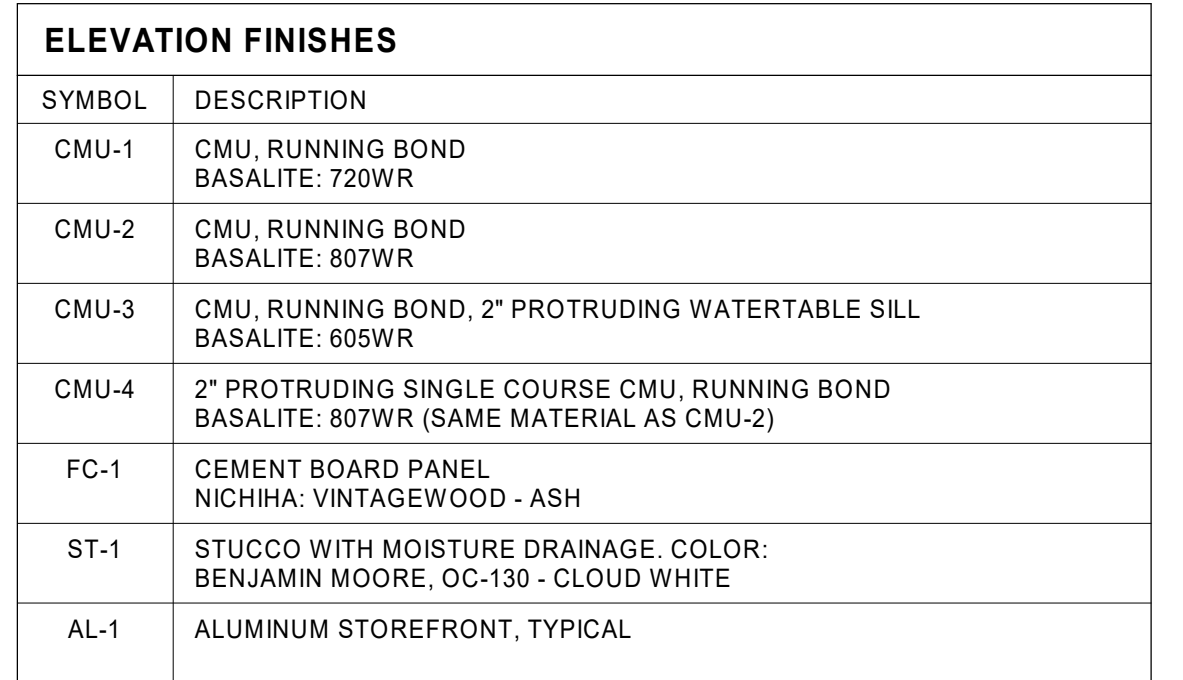 ELEVATION FINISHES
SYMBOL DESCRIPTION
CMU-1 CMU, RUNNING BOND
BASALITE: 720WR
CMU-2 CMU, RUNNING BOND
BASALITE: 807WR
CMU-3 CMU, RUNNING BOND, 2" PROTRUDING WATERTABLE SILL
BASALITE: 605WR
CMU-4 2" PROTRUDING SINGLE COURSE CMU, RUNNING BOND
BASALITE: 807WR (SAME MATERIAL AS CMU-2)
FC-1 CEMENT BOARD PANEL
NICHIHA: VINTAGEWOOD - ASH
ST-1 STUCCO WITH MOISTURE DRAINAGE. COLOR:
BENJAMIN MOORE, OC-130 - CLOUD WHITE
AL-1 ALUMINUM STOREFRONT, TYPICAL